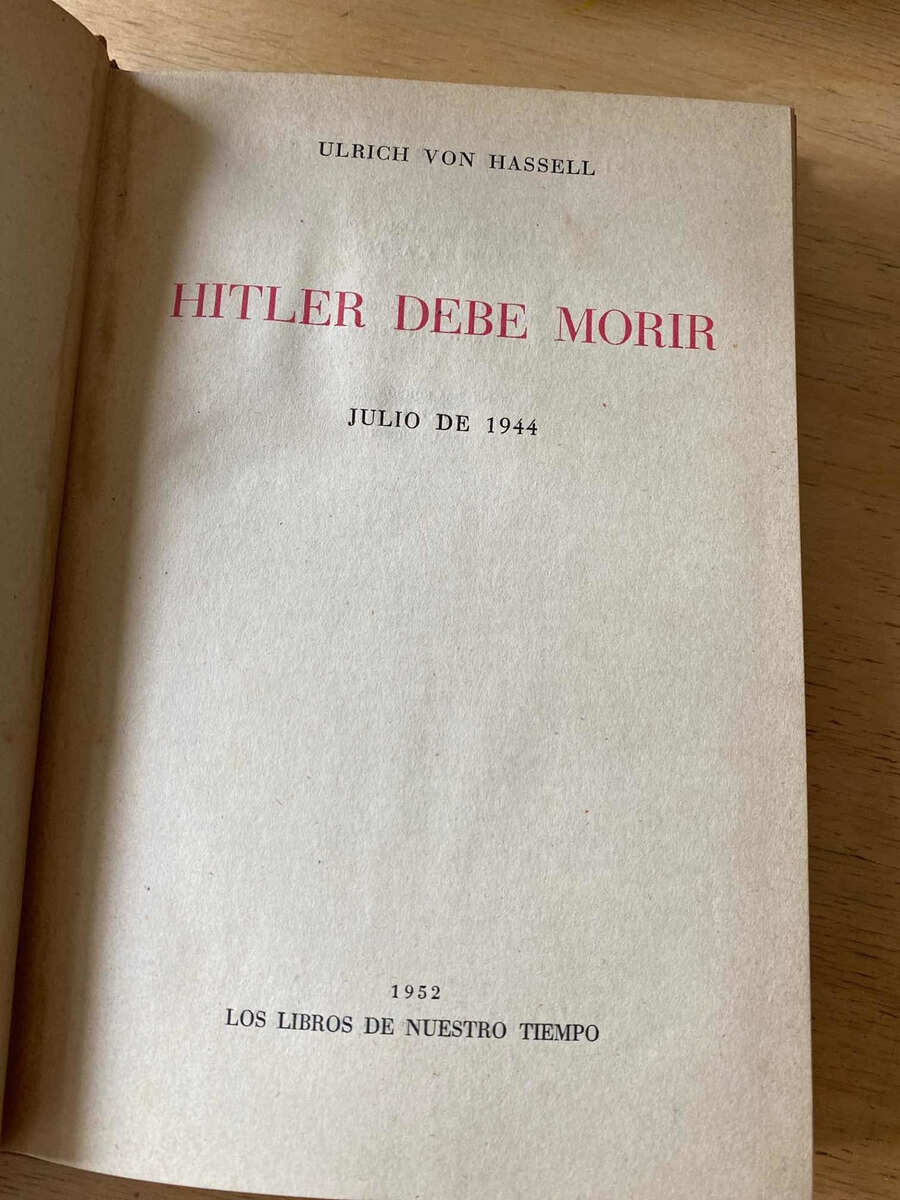 ULRICH VON HASSELL
HITLER DEBE MORIR
JULIO DE 1944
1952
LOS LIBROS DE NUESTRO TIEMPO